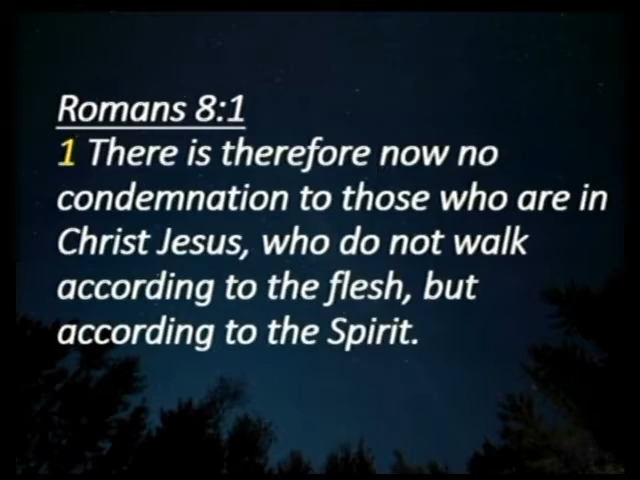 Romans 8:1
1 There is therefore now no
condemnation to those who are in
Christ Jesus, who do not walk
according to the flesh, but
according to the Spirit.